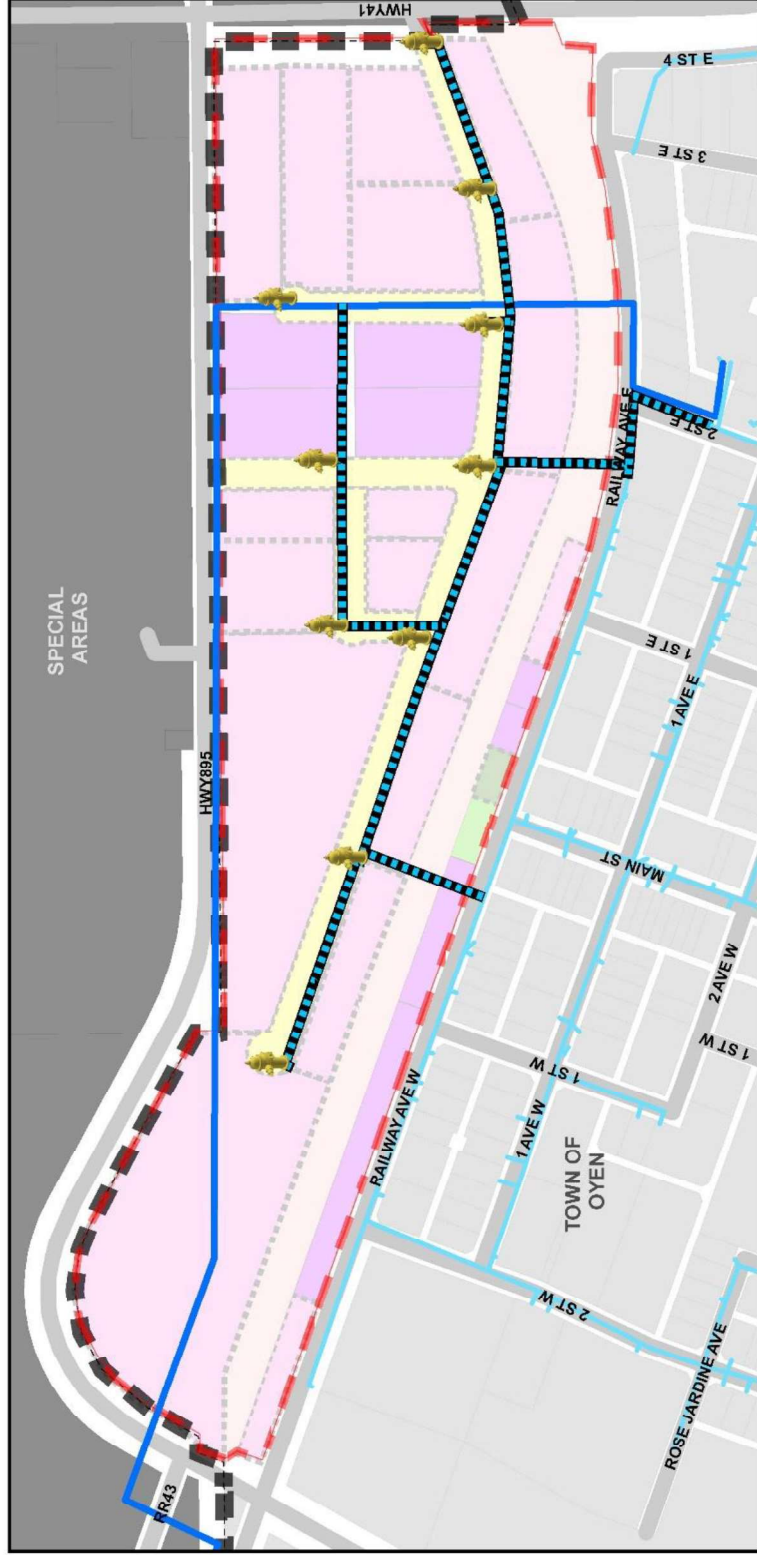 HWY41
4 ST E
3 ST E
SPECIAL
AREAS
HWY895
RAILWAY AVE E
2 ST E
1 ST E
1 AVE E
MAIN ST
2 AVE W
1 ST W
1 ST W
RAILWAY AVE W
1 AVE W
TOWN OF
OYEN
2 ST W
ROSE JARDINE AVE
RR43